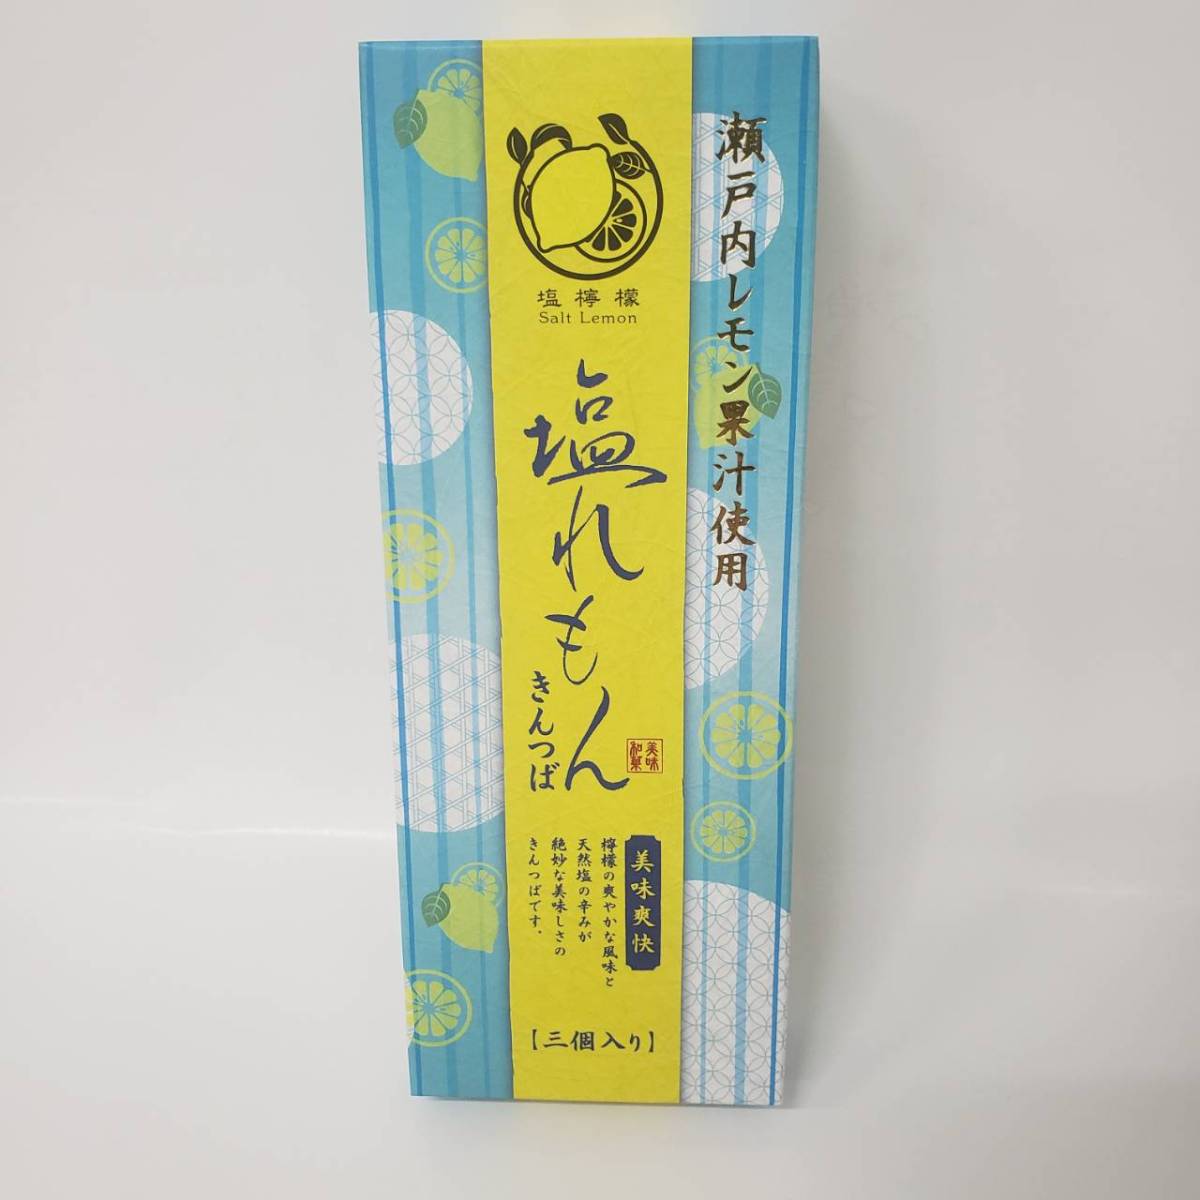 瀬戸内レモン果汁使用
塩檸檬
Salt Lemon
塩れもん
きんつば
美味
和菓
美味爽快
檸檬の爽やかな風味と
天然塩の辛みが
絶妙な美味しさの
きんつばです。
【三個入り】